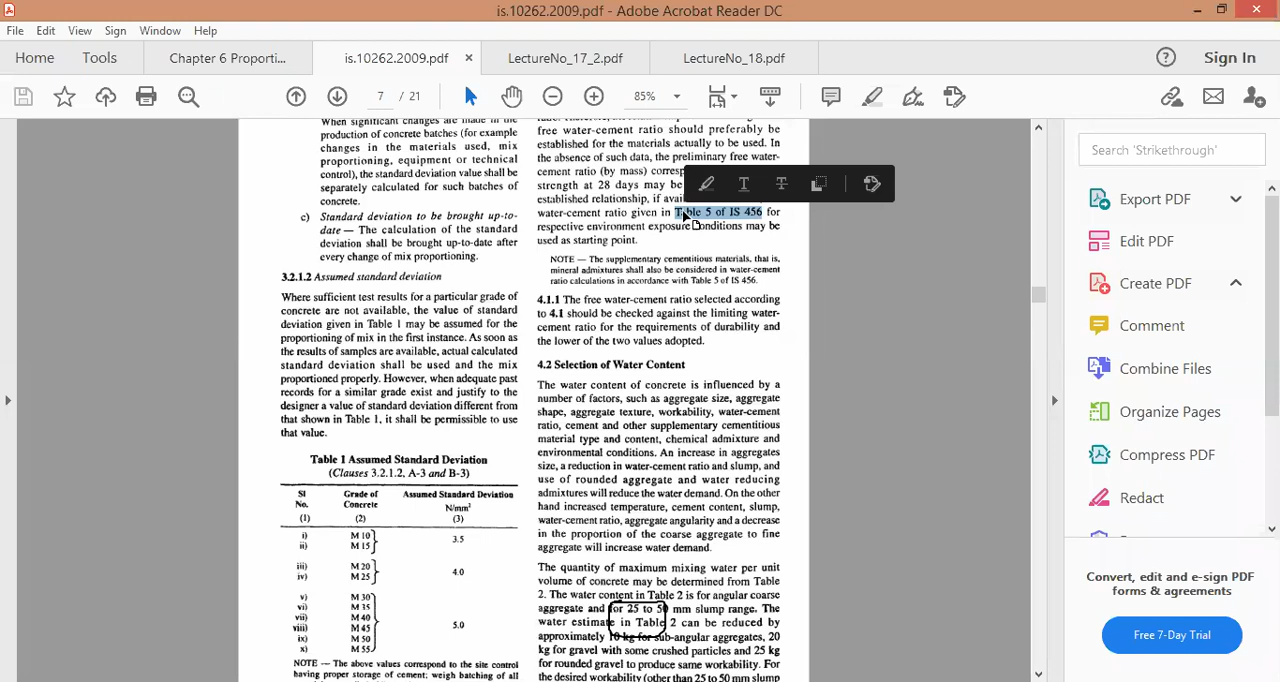 is.10262.2009.pdf - Adobe Acrobat Reader DC
File Edit View Sign Window Help
Home Tools Chapter 6 Proporti... is.10262.2009.pdf × LectureNo_17_2.pdf LectureNo_18.pdf Sign In
7 / 21 85%
When significant changes are made in the
production of concrete batches (for example
changes in the materials used, mix
proportioning, equipment or technical
control), the standard deviation value shall be
separately calculated for such batches of
concrete.
c) Standard deviation to be brought up-to-
date — The calculation of the standard
deviation shall be brought up-to-date after
every change of mix proportioning.
3.2.1.2 Assumed standard deviation
Where sufficient test results for a particular grade of
concrete are not available, the value of standard
deviation given in Table 1 may be assumed for the
proportioning of mix in the first instance. As soon as
the results of samples are available, actual calculated
standard deviation shall be used and the mix
proportioned properly. However, when adequate past
records for a similar grade exist and justify to the
designer a value of standard deviation different from
that shown in Table 1, it shall be permissible to use
that value.
Table 1 Assumed Standard Deviation
(Clauses 3.2.1.2, A-3 and B-3)
Sl Grade of Assumed Standard Deviation
No. Concrete N/mm²
(1) (2) (3)
i) M 10
ii) M 15
3.5
iii) M 20
iv) M 25
4.0
v) M 30
vi) M 35
vii) M 40
viii) M 45
ix) M 50
x) M 55
5.0
NOTE — The above values correspond to the site control
having proper storage of cement; weigh batching of all
free water-cement ratio should preferably be
established for the materials actually to be used. In
the absence of such data, the preliminary free water-
cement ratio (by mass)
strength at 28 days may be
established relationship, if
water-cement ratio given in Table 5 of IS 456 for
respective environment exposure conditions may be
used as starting point.
NOTE — The supplementary cementitious materials, that is,
mineral admixtures shall also be considered in water-cement
ratio calculations in accordance with Table 5 of IS 456.
4.1.1 The free water-cement ratio selected according
to 4.1 should be checked against the limiting water-
cement ratio for the requirements of durability and
the lower of the two values adopted.
4.2 Selection of Water Content
The water content of concrete is influenced by a
number of factors, such as aggregate size, aggregate
shape, aggregate texture, workability, water-cement
ratio, cement and other supplementary cementitious
material type and content, chemical admixture and
environmental conditions. An increase in aggregates
size, a reduction in water-cement ratio and slump, and
use of rounded aggregate and water reducing
admixtures will reduce the water demand. On the other
hand increased temperature, cement content, slump,
water-cement ratio, aggregate angularity and a decrease
in the proportion of the coarse aggregate to fine
aggregate will increase water demand.
The quantity of maximum mixing water per unit
volume of concrete may be determined from Table
2. The water content in Table 2 is for angular coarse
aggregate and for 25 to 50 mm slump range. The
water estimate in Table 2 can be reduced by
approximately 10 kg for sub-angular aggregates, 20
kg for gravel with some crushed particles and 25 kg
for rounded gravel to produce same workability. For
the desired workability (other than 25 to 50 mm slump
Search 'Strikethrough'
Export PDF
Edit PDF
Create PDF
Comment
Combine Files
Organize Pages
Compress PDF
Redact
Convert, edit and e-sign PDF
forms & agreements
Free 7-Day Trial